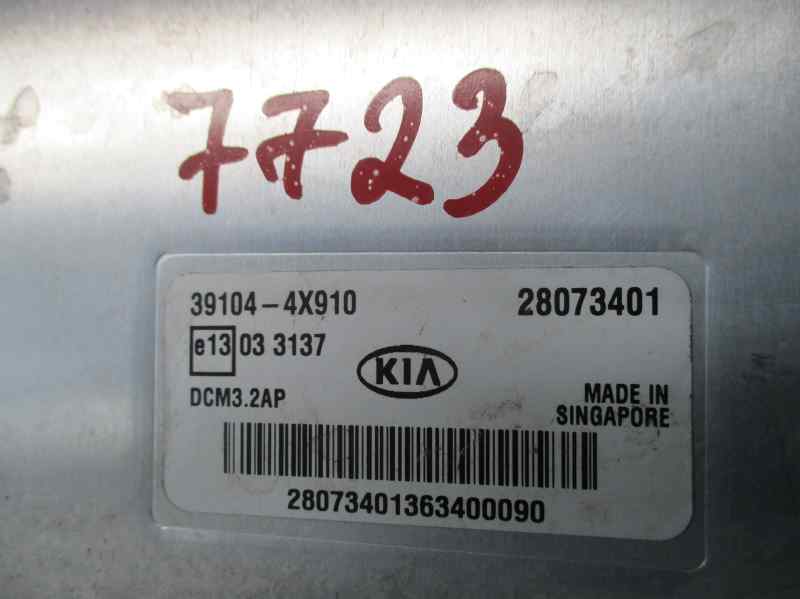 7723
39104-4X910 28073401
e13 03 3137
KIA
DCM3.2AP MADE IN
SINGAPORE
28073401363400090